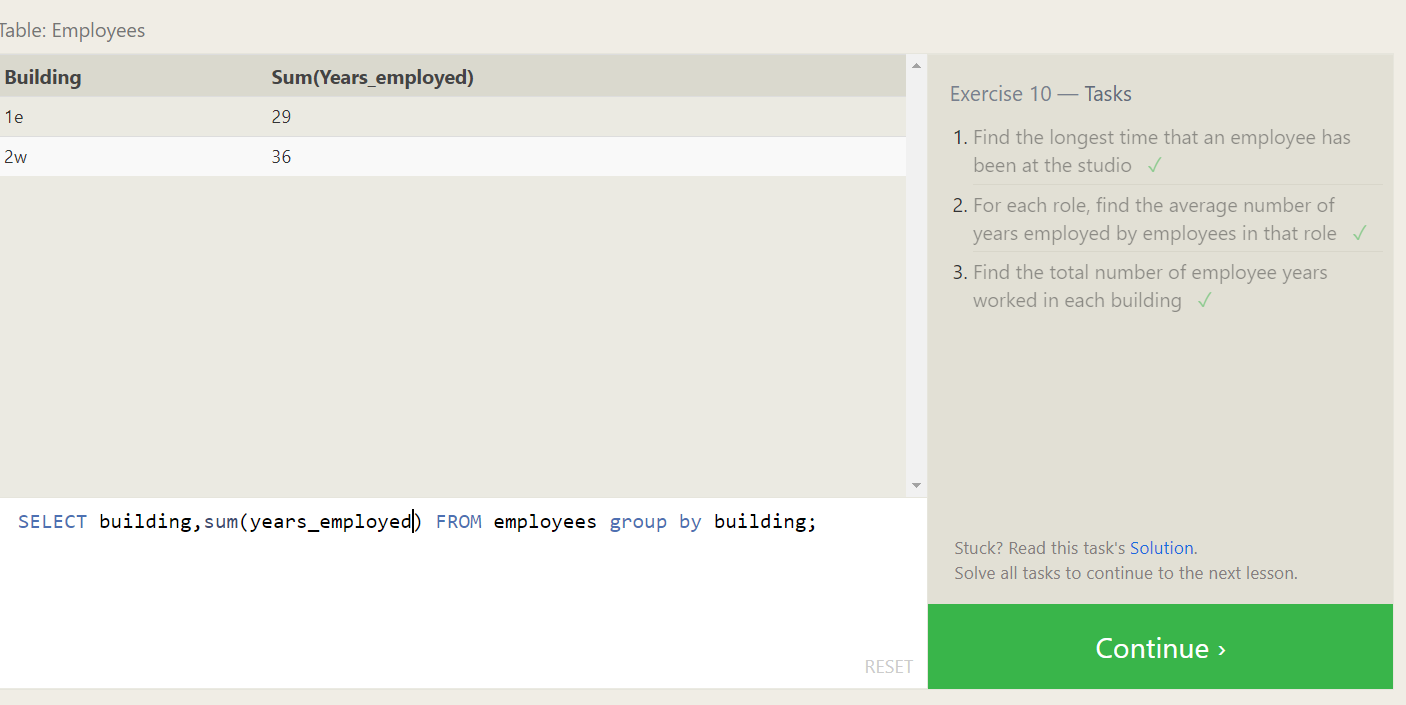 Table: Employees
Building Sum(Years_employed)
1e 29
2w 36
SELECT building,sum(years_employed) FROM employees group by building;
RESET
Exercise 10 — Tasks
1. Find the longest time that an employee has
been at the studio ✓
2. For each role, find the average number of
years employed by employees in that role ✓
3. Find the total number of employee years
worked in each building ✓
Stuck? Read this task's Solution.
Solve all tasks to continue to the next lesson.
Continue ›